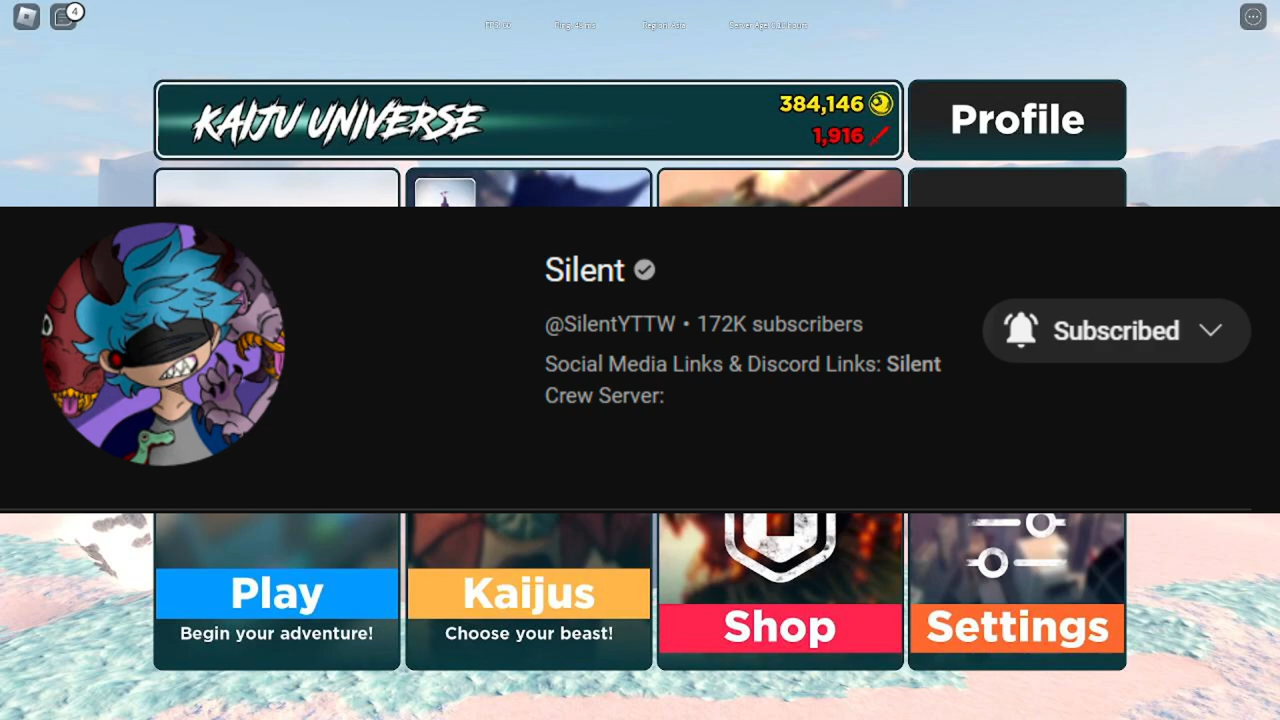 4
KAIJU UNIVERSE
384,146
1,916
Profile
Silent
@SilentYTTW • 172K subscribers
Subscribed
Social Media Links & Discord Links: Silent
Crew Server:
Play
Begin your adventure!
Kaijus
Choose your beast!
Shop
Settings